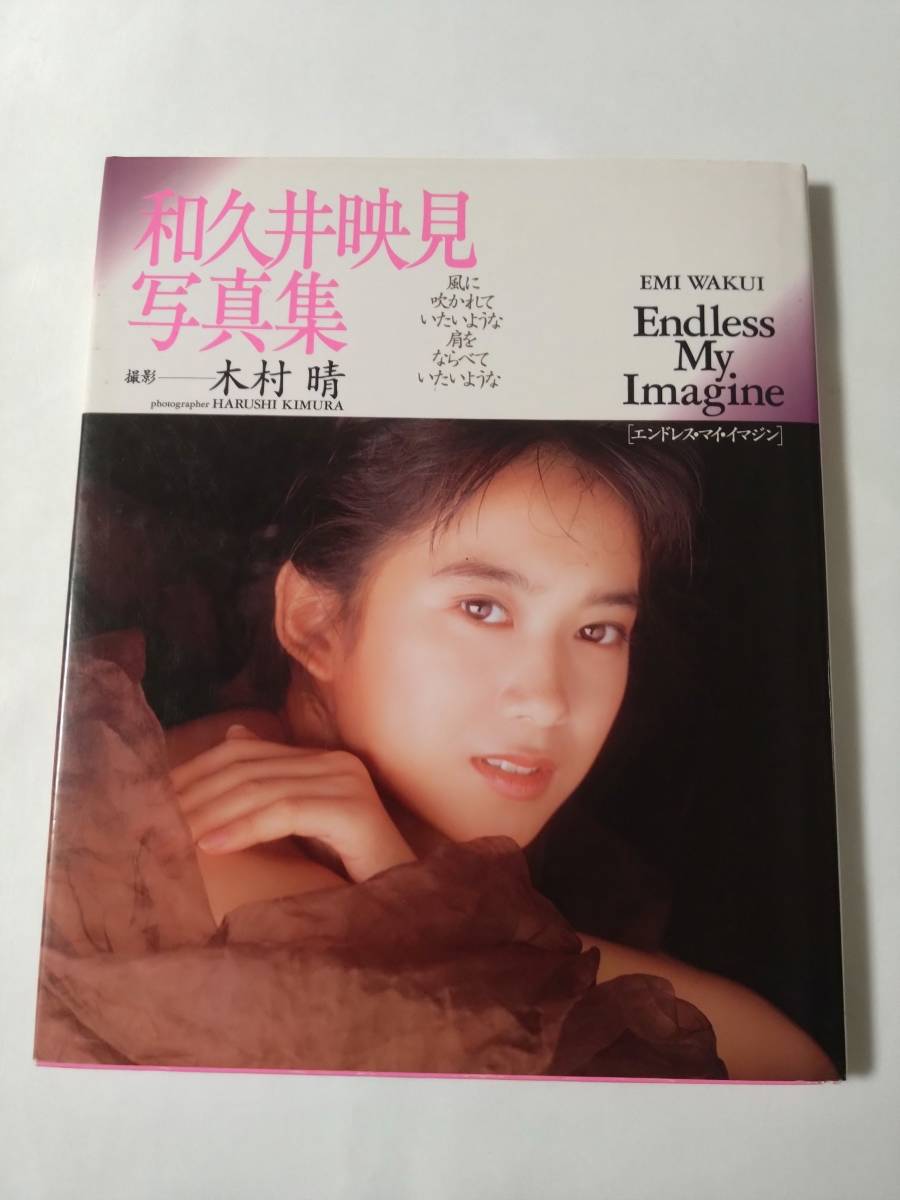 和久井映見
写真集
撮影——木村 晴
photographer HARUSHI KIMURA
風に
吹かれて
いたいような
肩を
ならべて
いたいような
EMI WAKUI
Endless
My
Imagine
[エンドレス・マイ・イマジン]